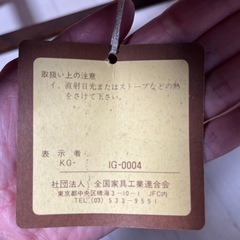 取扱い上の注意
イ、直射日光またはストーブなどの熱
をさけて下さい。
表示者
KG- IG-0004
社団法人 全国家具工業連合会
東京都中央区晴海3-10-1 JFC内
TEL (03) 533-9551